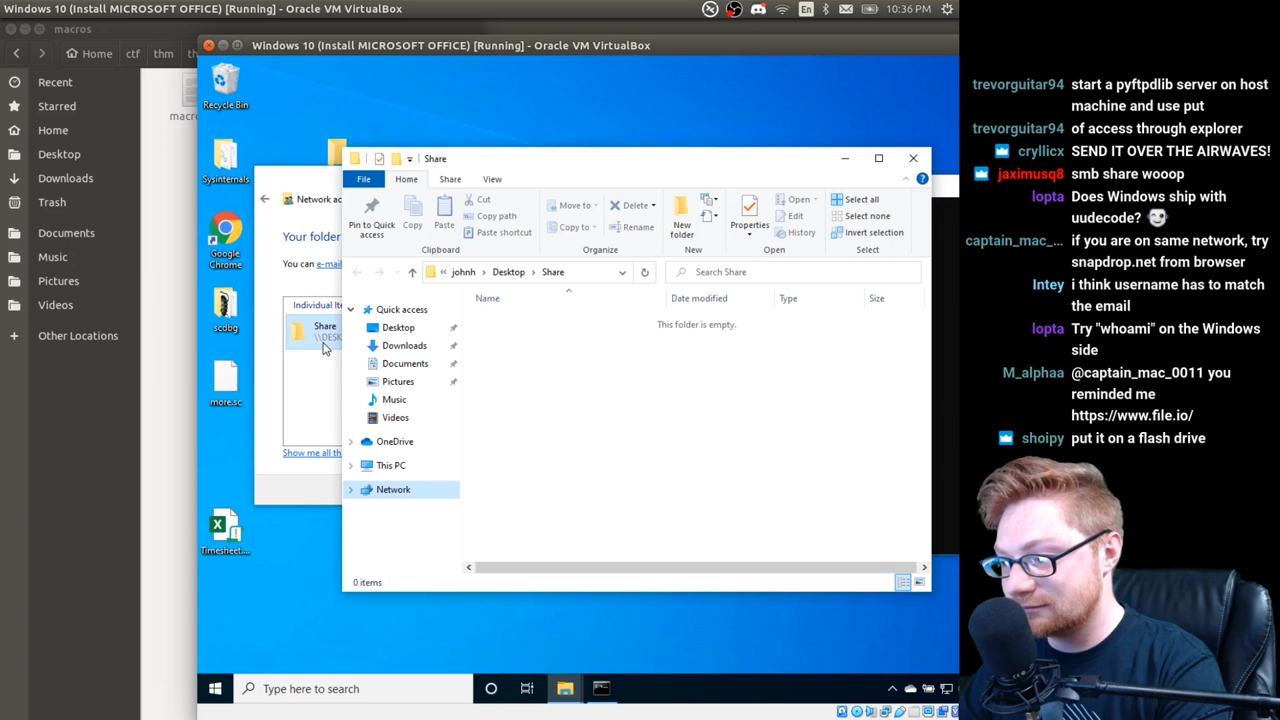 Windows 10 (Install MICROSOFT OFFICE) [Running] - Oracle VM VirtualBox
En
10:36 PM
macros
Home
ctf
thm
Recent
Starred
Home
Desktop
Downloads
Trash
Documents
Music
Pictures
Videos
Other Locations
Windows 10 (Install MICROSOFT OFFICE) [Running] - Oracle VM VirtualBox
Recycle Bin
Sysinternals
Google
Chrome
scdbg
more.sc
Timesheet....
Your folder
You can e-mail
Individual Ite
Share
\\DESK
Show me all th
Share
File
Home
Share
View
Pin to Quick
access
Copy
Paste
Cut
Copy path
Paste shortcut
Clipboard
Move to
Copy to
Delete
Rename
Organize
New
folder
New
Properties
Open
Edit
History
Open
Select all
Select none
Invert selection
Select
johnh
Desktop
Share
Search Share
Name
Date modified
Type
Size
This folder is empty.
Quick access
Desktop
Downloads
Documents
Pictures
Music
Videos
OneDrive
This PC
Network
0 items
Type here to search
trevorguitar94 start a pyftpdlib server on host
machine and use put
trevorguitar94 of access through explorer
cryllicx SEND IT OVER THE AIRWAVES!
jaximusq8 smb share wooop
lopta Does Windows ship with
uudecode?
captain_mac_... if you are on same network, try
snapdrop.net from browser
Intey i think username has to match
the email
lopta Try "whoami" on the Windows
side
M_alphaa @captain_mac_0011 you
reminded me
https://www.file.io/
shoipy put it on a flash drive